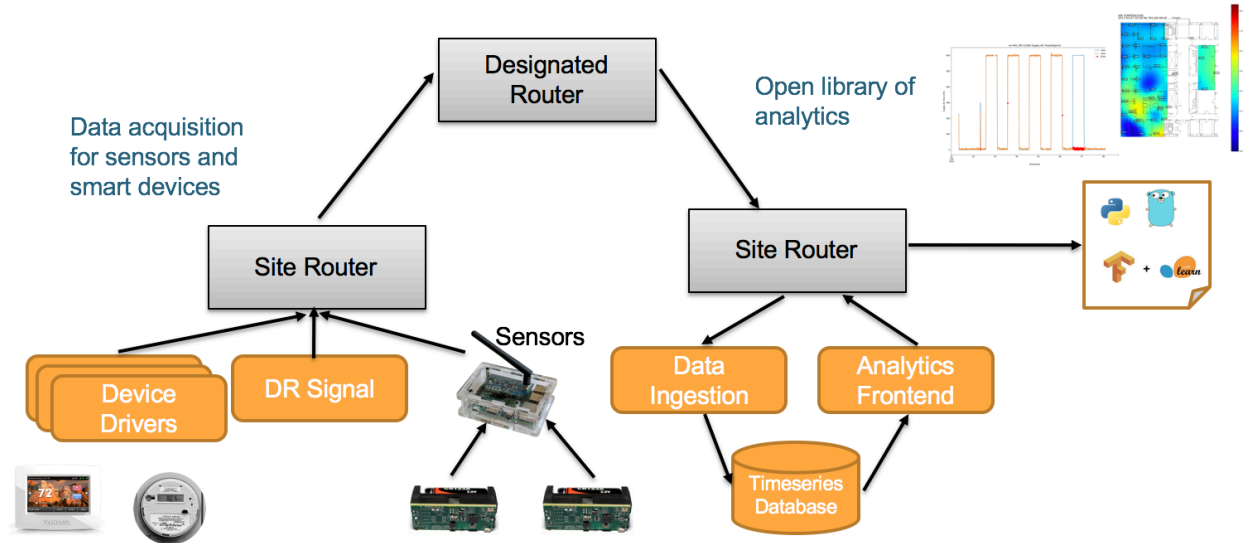 Designated
Router
Open library of
analytics
Data acquisition
for sensors and
smart devices
Site Router
Site Router
+
learn
Sensors
Device
Drivers
DR Signal
Data
Ingestion
Analytics
Frontend
Timeseries
Database
72